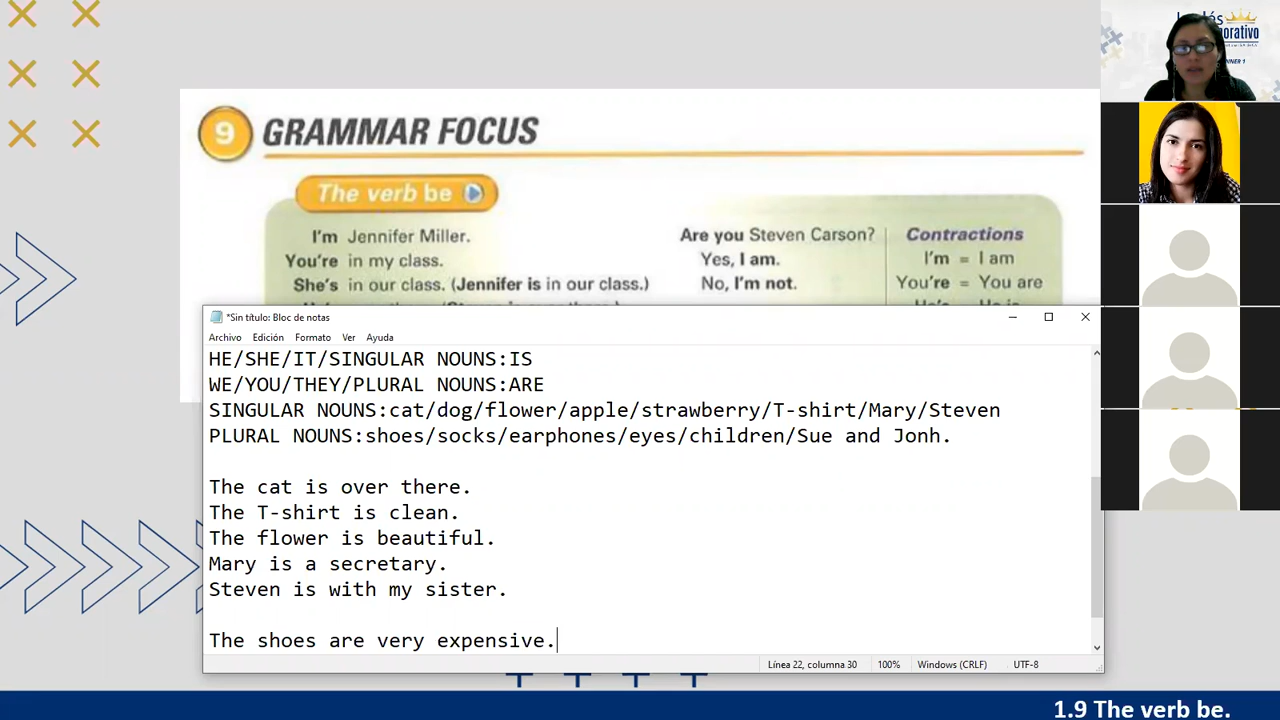 9 GRAMMAR FOCUS
The verb be
I'm Jennifer Miller.
You're in my class.
She's in our class. (Jennifer is in our class.)
Are you Steven Carson?
Yes, I am.
No, I'm not.
Contractions
I'm = I am
You're = You are
He's = He is
*Sin título: Bloc de notas
Archivo Edición Formato Ver Ayuda
HE/SHE/IT/SINGULAR NOUNS:IS
WE/YOU/THEY/PLURAL NOUNS:ARE
SINGULAR NOUNS:cat/dog/flower/apple/strawberry/T-shirt/Mary/Steven
PLURAL NOUNS:shoes/socks/earphones/eyes/children/Sue and Jonh.
The cat is over there.
The T-shirt is clean.
The flower is beautiful.
Mary is a secretary.
Steven is with my sister.
The shoes are very expensive.
Línea 22, columna 30 100% Windows (CRLF) UTF-8
1.9 The verb be.